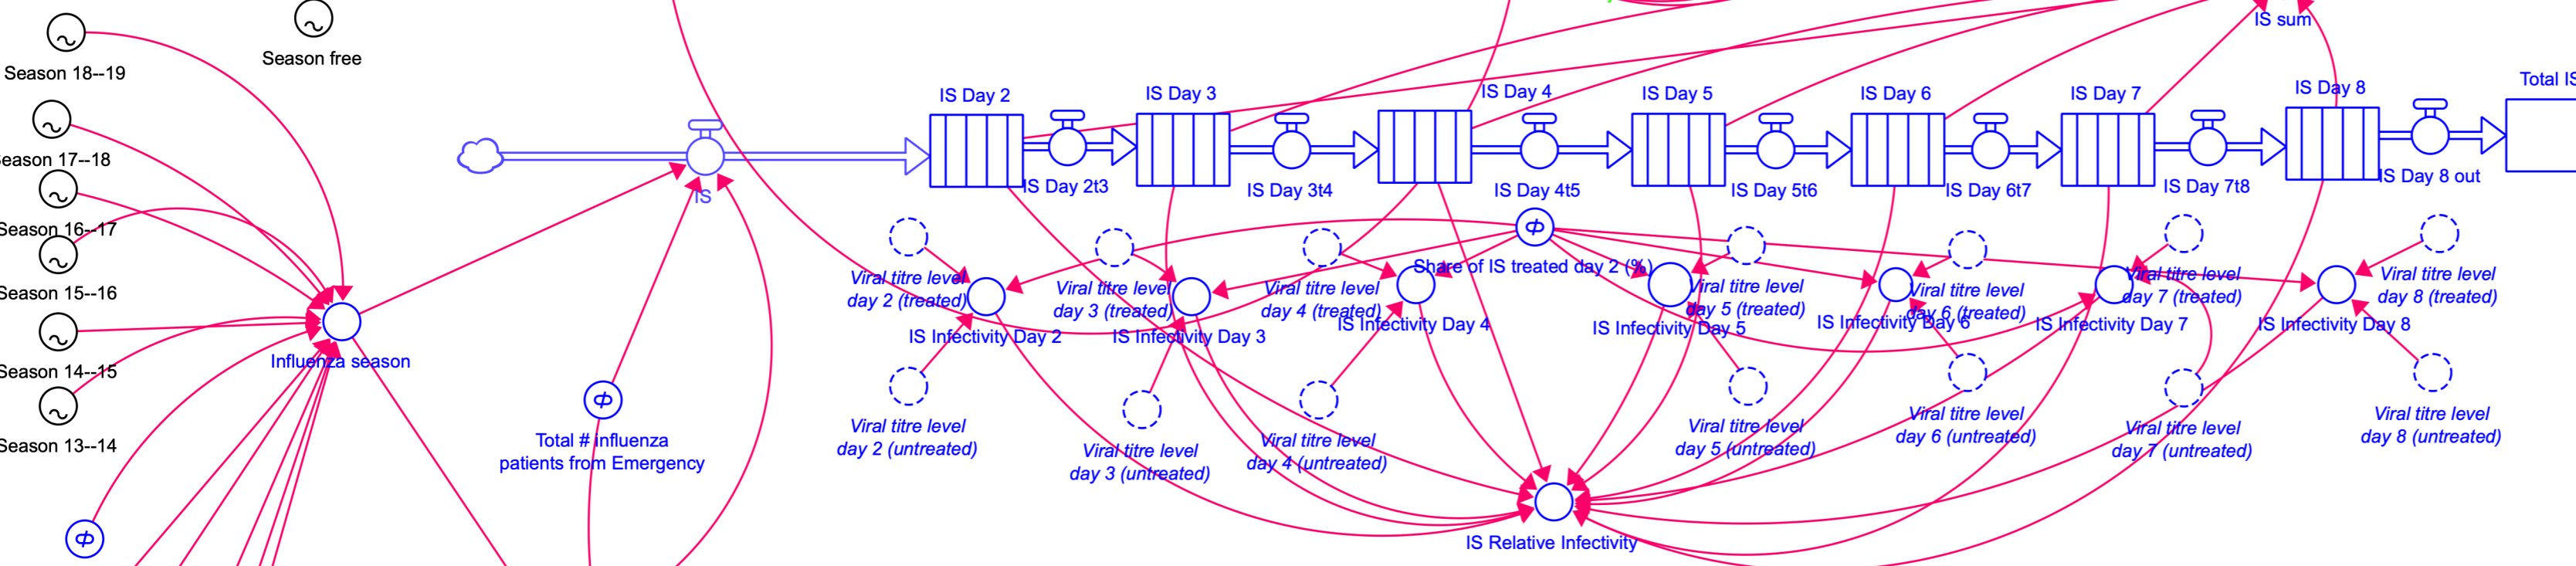 IS sum
Season free
Season 18--19
Total IS
IS Day 2
IS Day 3
IS Day 4
IS Day 5
IS Day 6
IS Day 7
IS Day 8
eason 17--18
IS Day 2t3
IS Day 3t4
IS Day 4t5
IS Day 5t6
IS Day 6t7
IS Day 7t8
IS Day 8 out
IS
Season 16--17
Season 15--16
Season 14--15
Season 13--14
Share of IS treated day 2 (%)
Viral titre level
day 2 (treated)
Viral titre level
day 3 (treated)
Viral titre level
day 4 (treated)
Viral titre level
day 5 (treated)
Viral titre level
day 6 (treated)
Viral titre level
day 7 (treated)
Viral titre level
day 8 (treated)
IS Infectivity Day 2
IS Infectivity Day 3
IS Infectivity Day 4
IS Infectivity Day 5
IS Infectivity Day 6
IS Infectivity Day 7
IS Infectivity Day 8
Influenza season
Total # influenza
patients from Emergency
Viral titre level
day 2 (untreated)
Viral titre level
day 3 (untreated)
Viral titre level
day 4 (untreated)
Viral titre level
day 5 (untreated)
Viral titre level
day 6 (untreated)
Viral titre level
day 7 (untreated)
Viral titre level
day 8 (untreated)
IS Relative Infectivity